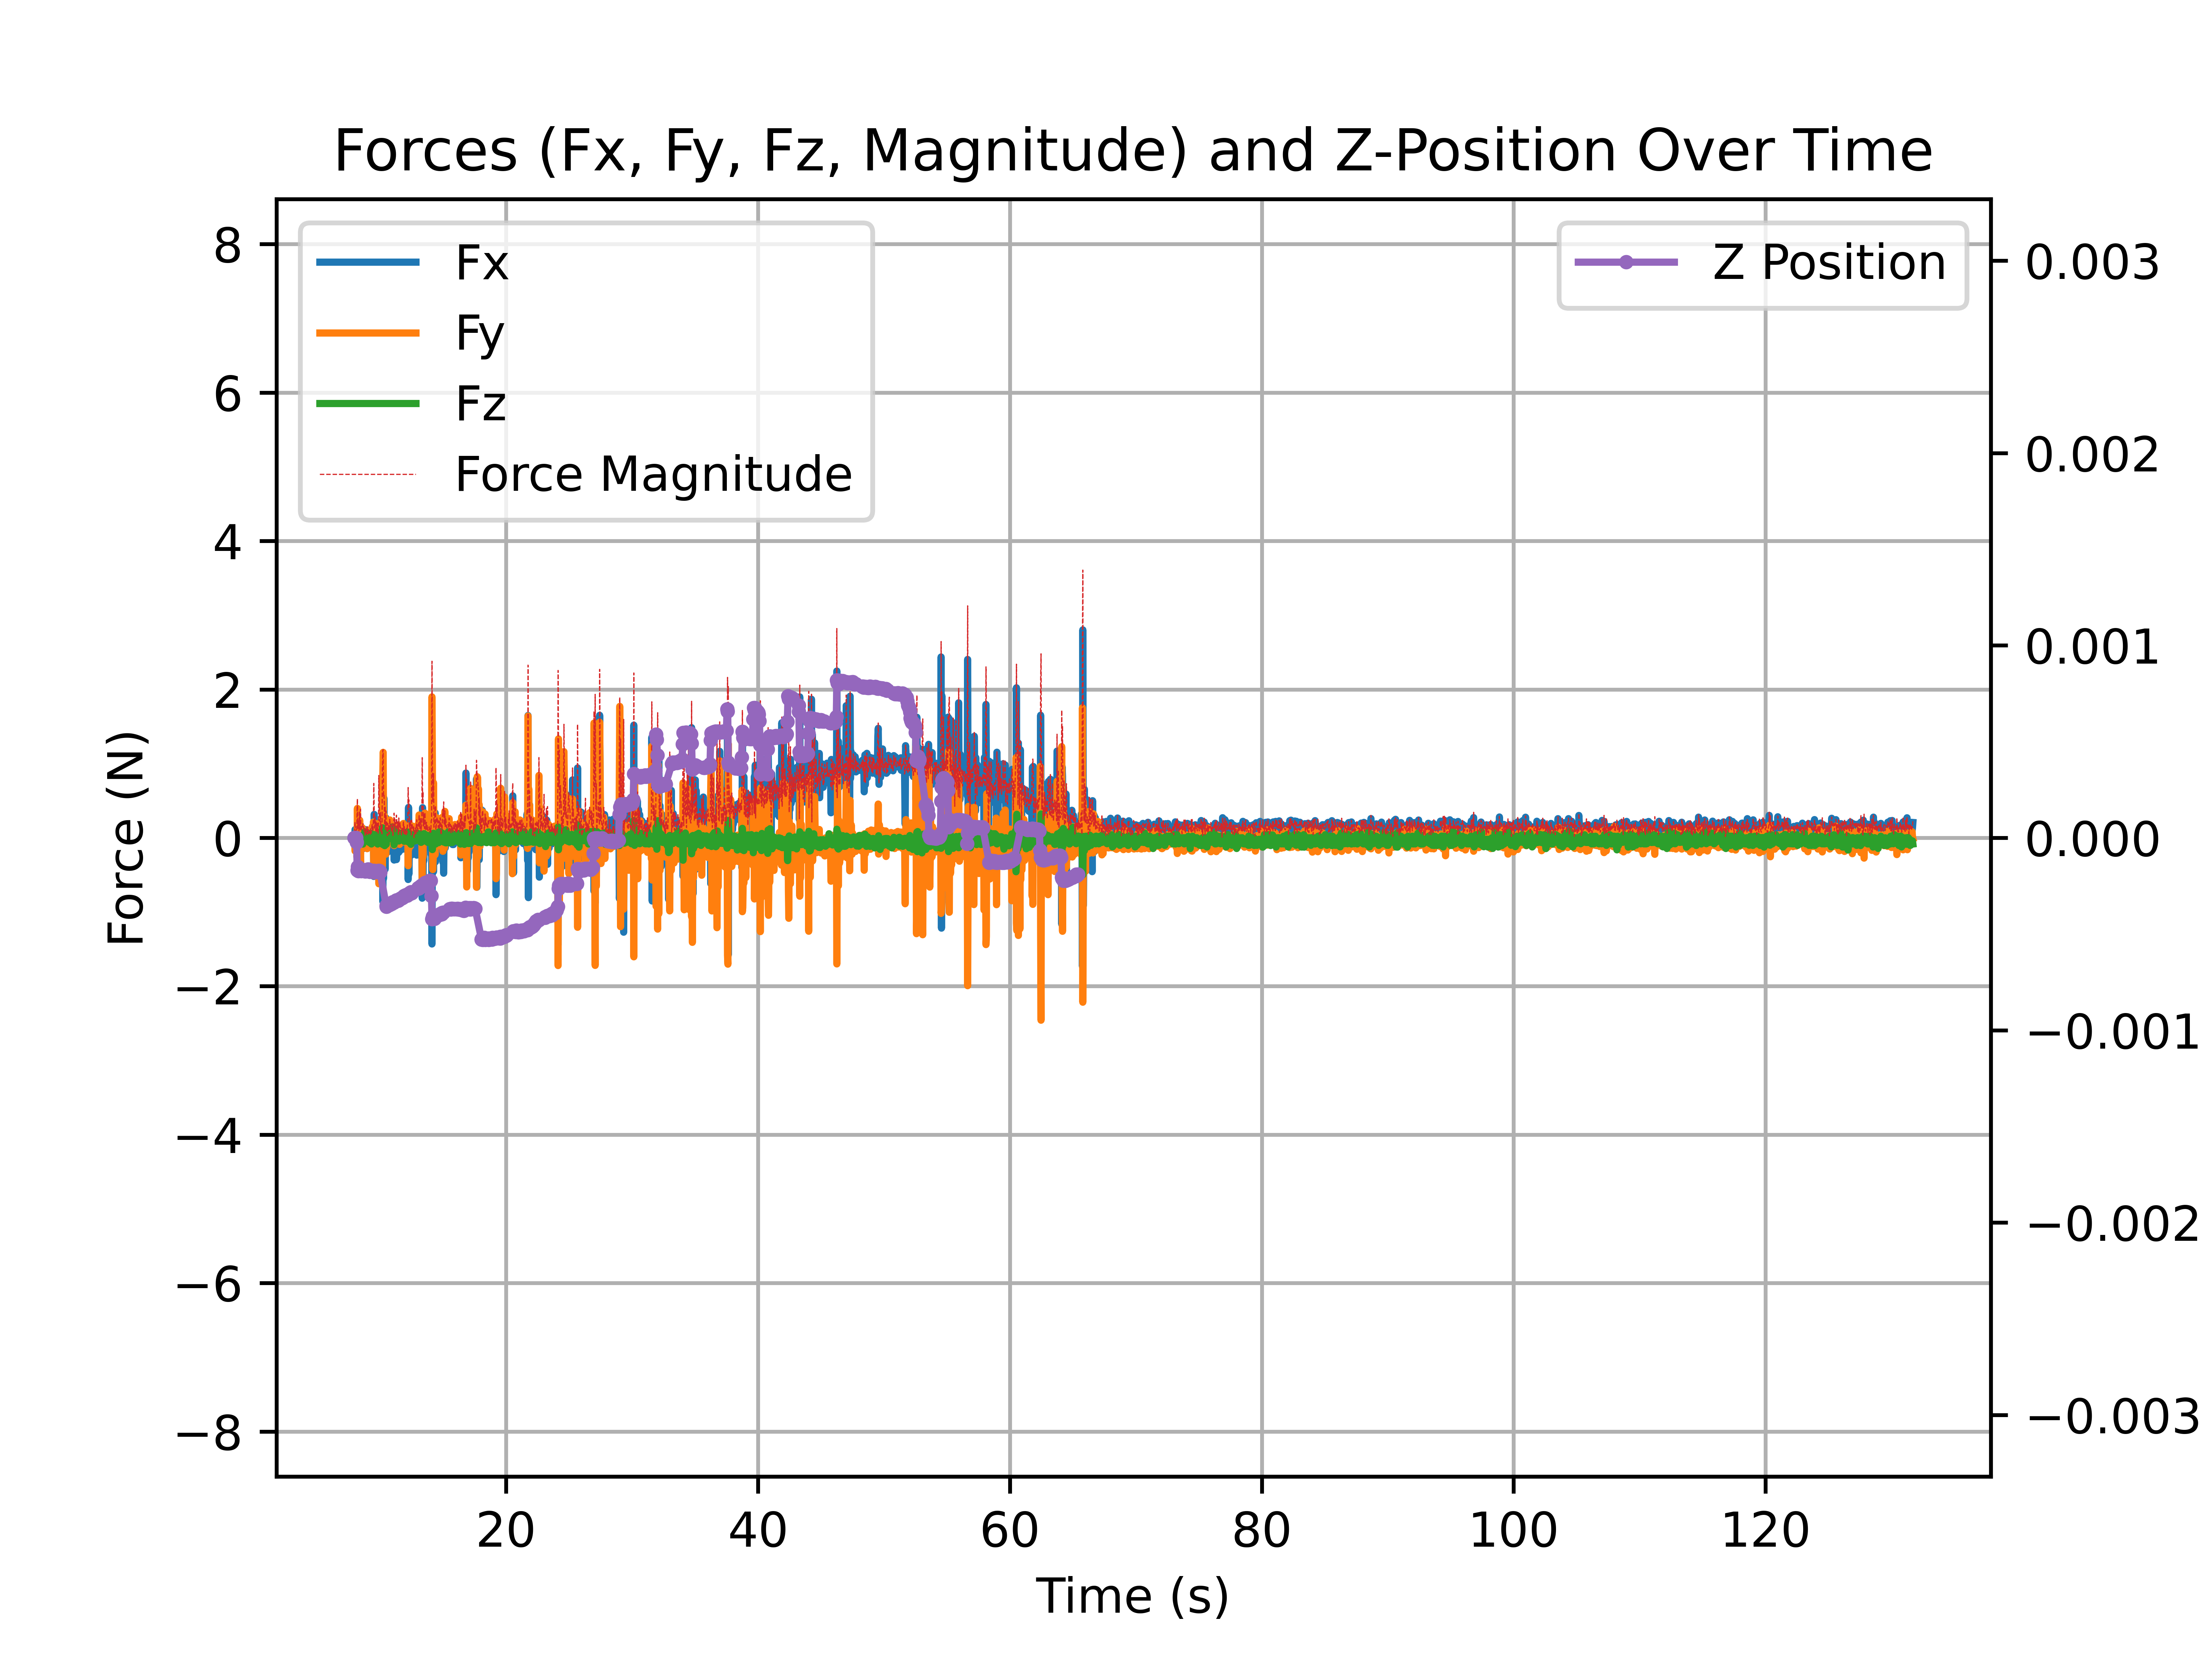 Forces (Fx, Fy, Fz, Magnitude) and Z-Position Over Time
Fx
Fy
Fz
Force Magnitude
Z Position
Force (N)
8
6
4
2
0
−2
−4
−6
−8
0.003
0.002
0.001
0.000
−0.001
−0.002
−0.003
20 40 60 80 100 120
Time (s)